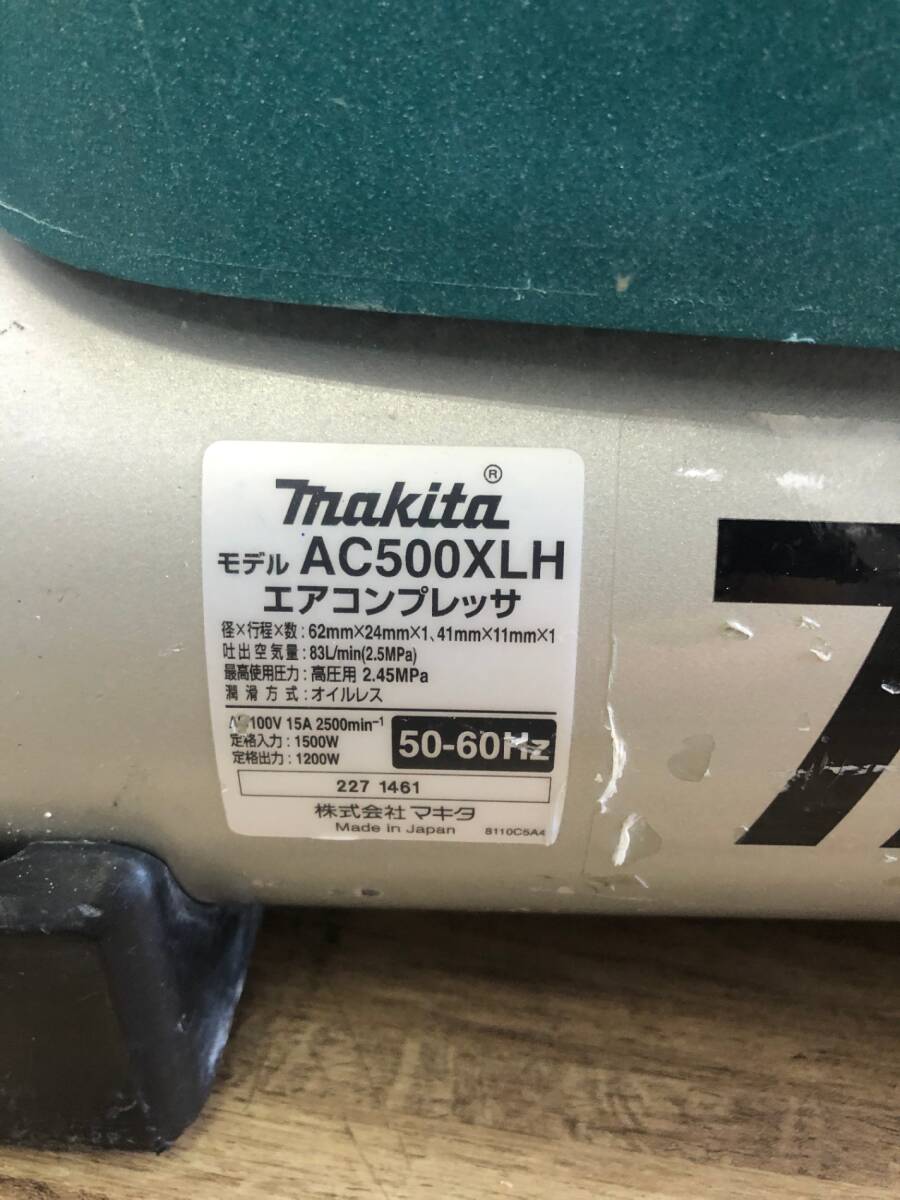 makita®
モデル AC500XLH
エアコンプレッサ
径×行程×数：62mm×24mm×1、41mm×11mm×1
吐出空気量：83L/min(2.5MPa)
最高使用圧力：高圧用 2.45MPa
潤滑方式：オイルレス
AC100V 15A 2500min⁻¹
定格入力：1500W
定格出力：1200W
50-60Hz
227 1461
株式会社 マキタ
Made in Japan 8110C5A4
7